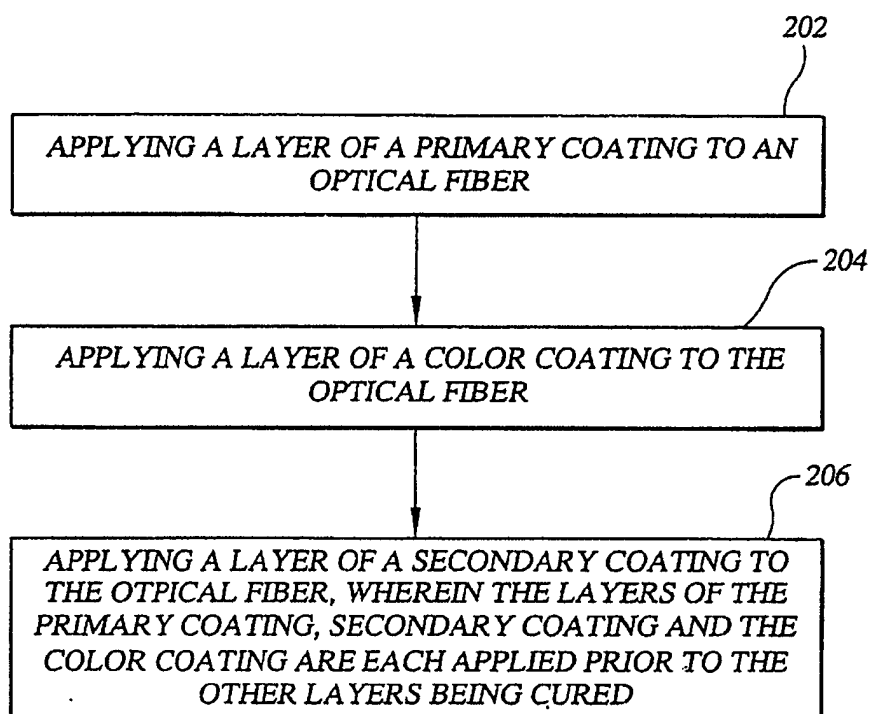 202
APPLYING A LAYER OF A PRIMARY COATING TO AN
OPTICAL FIBER
204
APPLYING A LAYER OF A COLOR COATING TO THE
OPTICAL FIBER
206
APPLYING A LAYER OF A SECONDARY COATING TO
THE OTPICAL FIBER, WHEREIN THE LAYERS OF THE
PRIMARY COATING, SECONDARY COATING AND THE
COLOR COATING ARE EACH APPLIED PRIOR TO THE
OTHER LAYERS BEING CURED